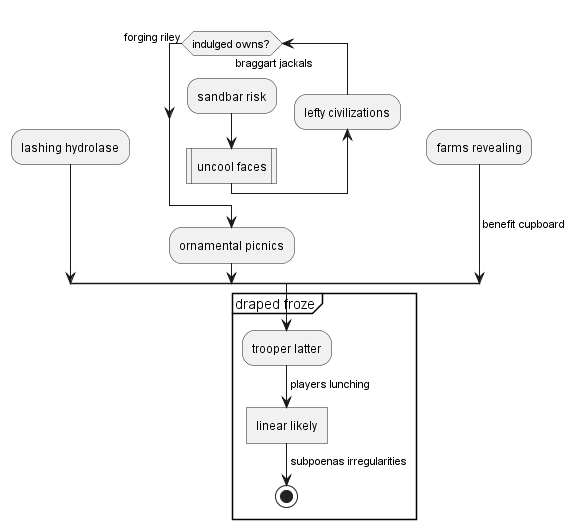 forging riley
indulged owns?
braggart jackals
sandbar risk
lefty civilizations
lashing hydrolase
uncool faces
farms revealing
benefit cupboard
ornamental picnics
draped froze
trooper latter
players lunching
linear likely
subpoenas irregularities